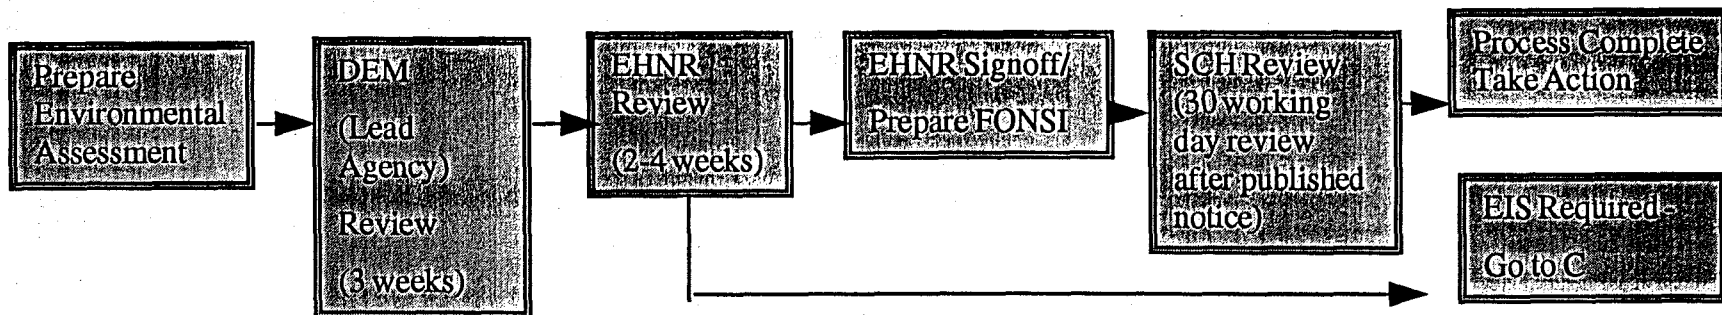 Prepare
Environmental
Assessment
DEM
(Lead
Agency)
Review
(3 weeks)
EHNR
Review
(2-4 weeks)
EHNR Signoff/
Prepare FONSI
SCH Review
(30 working
day review
after published
notice)
Process Complete
Take Action
EIS Required -
Go to C